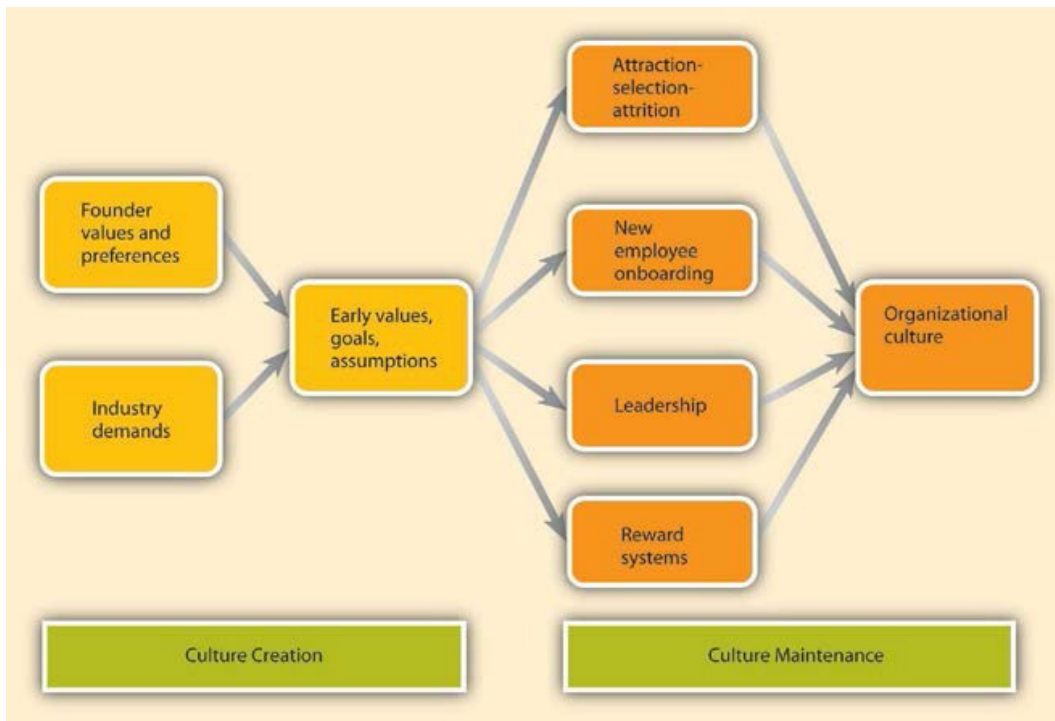 Founder
values and
preferences
Industry
demands
Early values,
goals,
assumptions
Attraction-
selection-
attrition
New
employee
onboarding
Leadership
Reward
systems
Organizational
culture
Culture Creation
Culture Maintenance